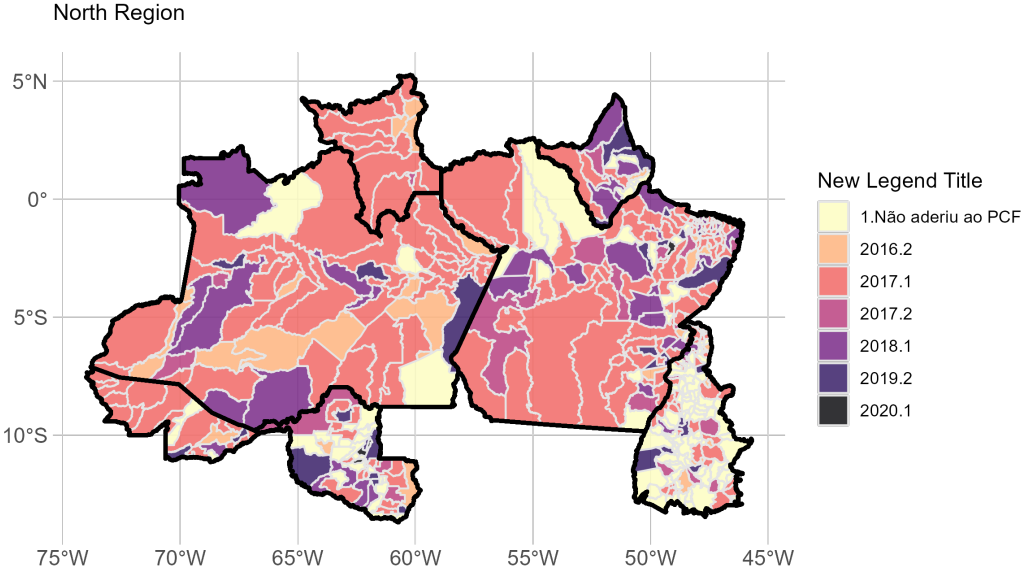 North Region
5°N
0°
5°S
10°S
75°W 70°W 65°W 60°W 55°W 50°W 45°W
New Legend Title
1.Não aderiu ao PCF
2016.2
2017.1
2017.2
2018.1
2019.2
2020.1